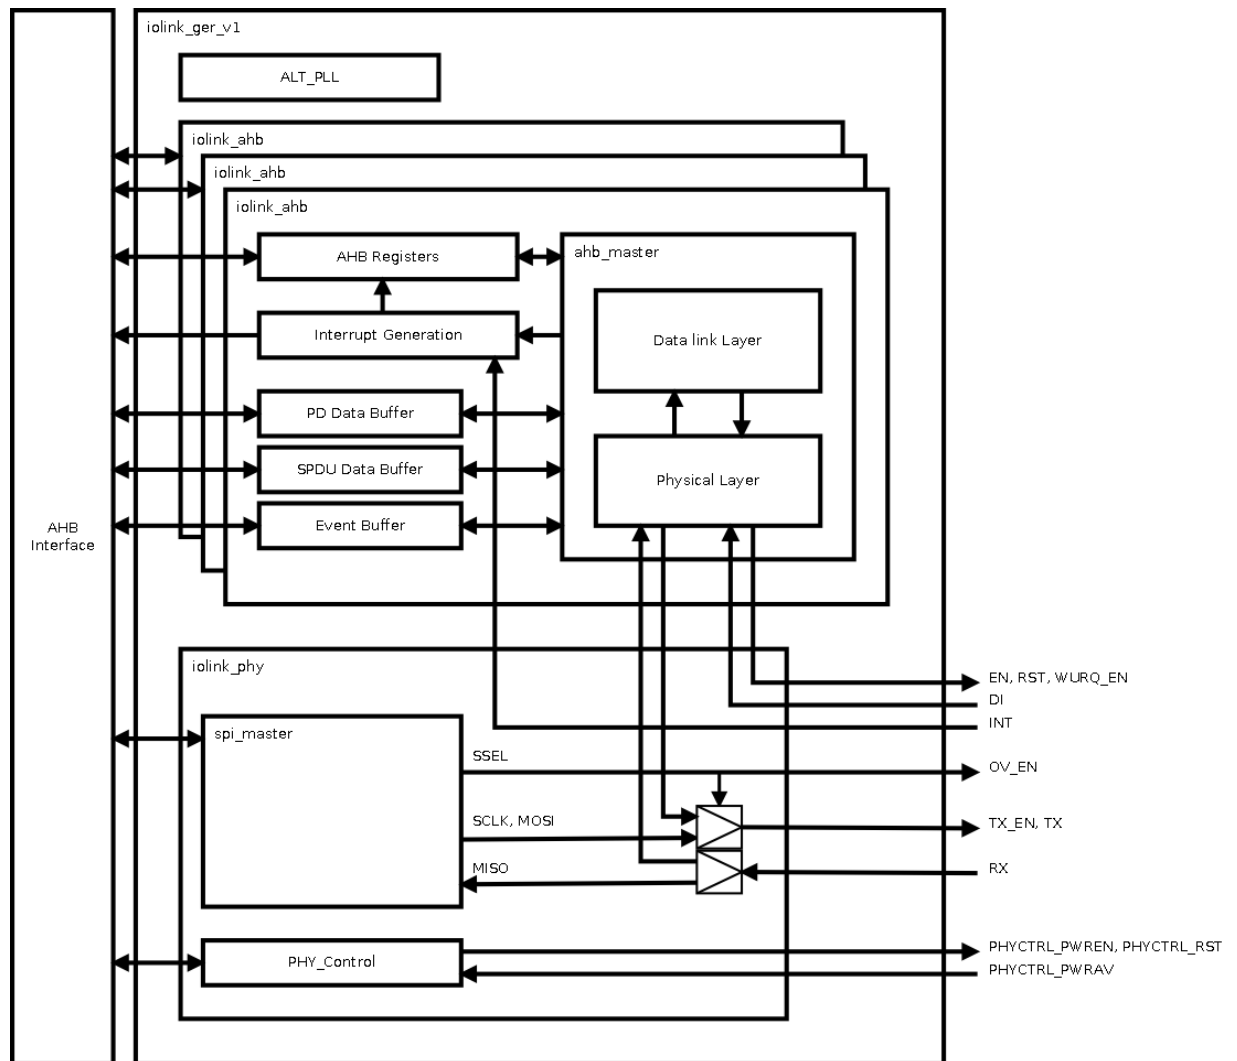 iolink_ger_v1
ALT_PLL
iolink_ahb
iolink_ahb
iolink_ahb
AHB Registers
ahb_master
Interrupt Generation
Data link Layer
PD Data Buffer
SPDU Data Buffer
Physical Layer
Event Buffer
AHB
Interface
iolink_phy
EN, RST, WURQ_EN
DI
INT
spi_master
SSEL
OV_EN
SCLK, MOSI
TX_EN, TX
MISO
RX
PHY_Control
PHYCTRL_PWREN, PHYCTRL_RST
PHYCTRL_PWRAV